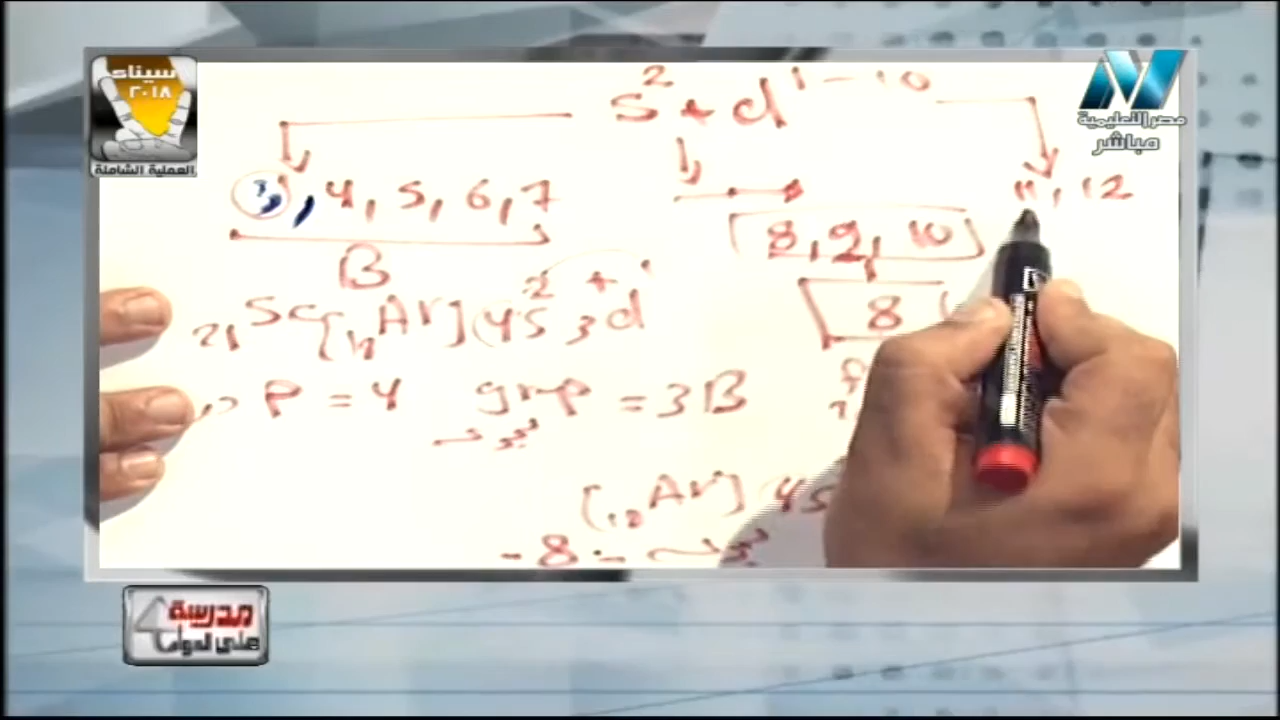 سيناء
٢٠١٨
العملية الشاملة
مصر التعليمية
مباشر
s² + d¹⁻¹⁰
3, 4, 5, 6, 7
11, 12
8, 9, 10
B
8
₂₁Sc [₁₈Ar] 4s² 3d¹
P = 4 grup = 3B
[₁₈Ar] 4s
8
مدرسة
على الهواء